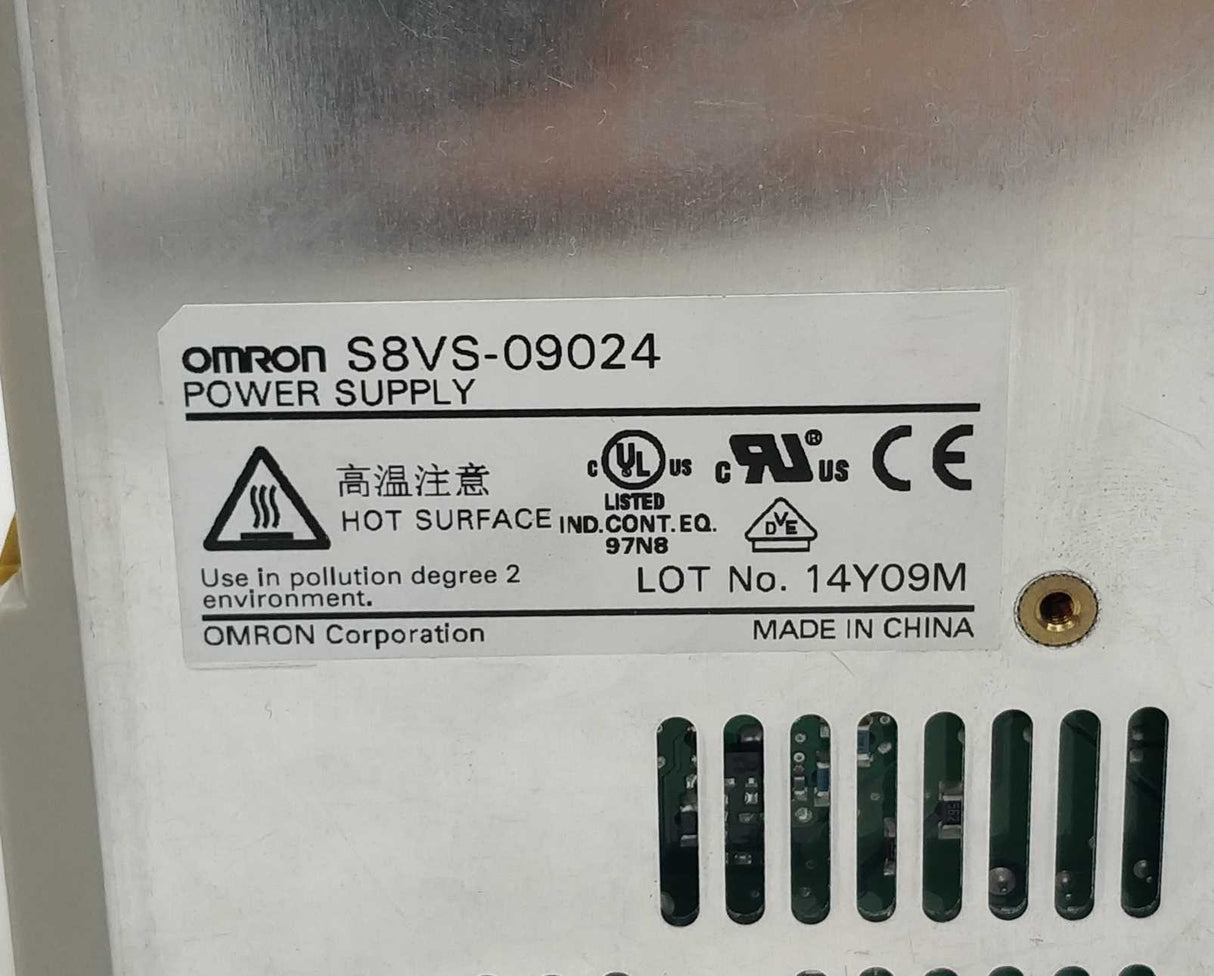 OMRON S8VS-09024
POWER SUPPLY
高温注意
HOT SURFACE
C UL US
LISTED
IND.CONT.EQ.
97N8
C RU® US
CE
DVE
Use in pollution degree 2
environment.
LOT No. 14Y09M
OMRON Corporation
MADE IN CHINA